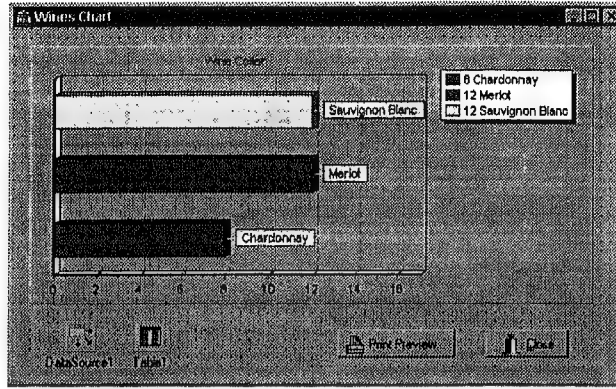 Wines Chart
Wine Color
8 Chardonnay
12 Merlot
12 Sauvignon Blanc
Sauvignon Blanc
Merlot
Chardonnay
0 2 4 6 8 10 12 14 16
DataSource1
Table1
Print Preview
Close